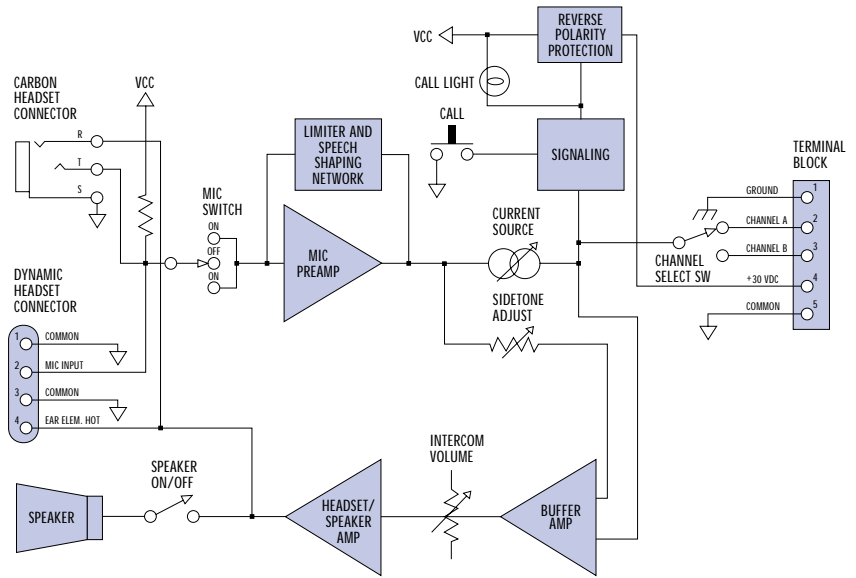 REVERSE
POLARITY
PROTECTION
VCC
CALL LIGHT
CARBON
HEADSET
CONNECTOR
VCC
R
T
S
LIMITER AND
SPEECH
SHAPING
NETWORK
CALL
SIGNALING
TERMINAL
BLOCK
MIC
SWITCH
ON
OFF
ON
MIC
PREAMP
CURRENT
SOURCE
SIDETONE
ADJUST
GROUND
1
CHANNEL A
2
CHANNEL B
3
CHANNEL
SELECT SW
+30 VDC
4
COMMON
5
DYNAMIC
HEADSET
CONNECTOR
1
COMMON
2
MIC INPUT
3
COMMON
4
EAR ELEM. HOT
SPEAKER
ON/OFF
INTERCOM
VOLUME
SPEAKER
HEADSET/
SPEAKER
AMP
BUFFER
AMP